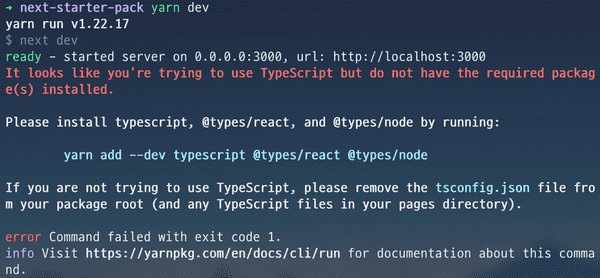 → next-starter-pack yarn dev
yarn run v1.22.17
$ next dev
ready - started server on 0.0.0.0:3000, url: http://localhost:3000
It looks like you're trying to use TypeScript but do not have the required packag
e(s) installed.
Please install typescript, @types/react, and @types/node by running:
yarn add --dev typescript @types/react @types/node
If you are not trying to use TypeScript, please remove the tsconfig.json file fro
m your package root (and any TypeScript files in your pages directory).
error Command failed with exit code 1.
info Visit https://yarnpkg.com/en/docs/cli/run for documentation about this comma
nd.